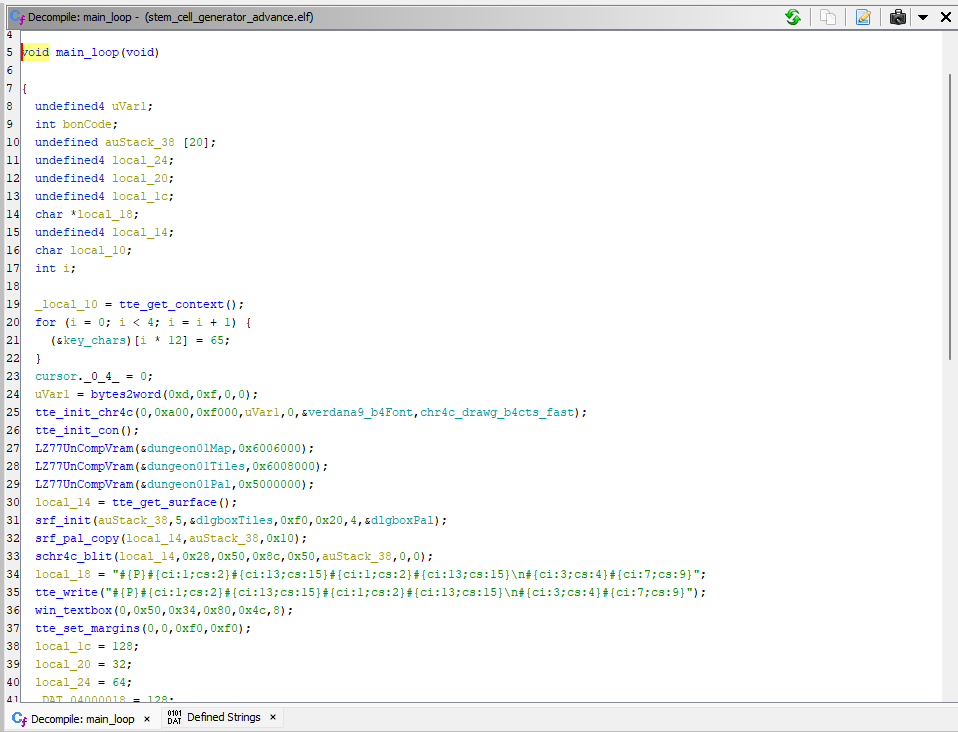 Decompile: main_loop - (stem_cell_generator_advance.elf)
4
5 void main_loop(void)
6
7 {
8 undefined4 uVar1;
9 int bonCode;
10 undefined auStack_38 [20];
11 undefined4 local_24;
12 undefined4 local_20;
13 undefined4 local_1c;
14 char *local_18;
15 undefined4 local_14;
16 char local_10;
17 int i;
18
19 _local_10 = tte_get_context();
20 for (i = 0; i < 4; i = i + 1) {
21 (&key_chars)[i * 12] = 65;
22 }
23 cursor._0_4_ = 0;
24 uVar1 = bytes2word(0xd,0xf,0,0);
25 tte_init_chr4c(0,0xa00,0xf000,uVar1,0,&verdana9_b4Font,chr4c_drawg_b4cts_fast);
26 tte_init_con();
27 LZ77UnCompVram(&dungeon01Map,0x6006000);
28 LZ77UnCompVram(&dungeon01Tiles,0x6008000);
29 LZ77UnCompVram(&dungeon01Pal,0x5000000);
30 local_14 = tte_get_surface();
31 srf_init(auStack_38,5,&dlgboxTiles,0xf0,0x20,4,&dlgboxPal);
32 srf_pal_copy(local_14,auStack_38,0x10);
33 schr4c_blit(local_14,0x28,0x50,0x8c,0x50,auStack_38,0,0);
34 local_18 = "#{P}#{ci:1;cs:2}#{ci:13;cs:15}#{ci:1;cs:2}#{ci:13;cs:15}\n#{ci:3;cs:4}#{ci:7;cs:9}";
35 tte_write("#{P}#{ci:1;cs:2}#{ci:13;cs:15}#{ci:1;cs:2}#{ci:13;cs:15}\n#{ci:3;cs:4}#{ci:7;cs:9}");
36 win_textbox(0,0x50,0x34,0x80,0x4c,8);
37 tte_set_margins(0,0,0xf0,0xf0);
38 local_1c = 128;
39 local_20 = 32;
40 local_24 = 64;
41 _DAT_04000018 = 128;
Decompile: main_loop × 0101 DAT Defined Strings ×